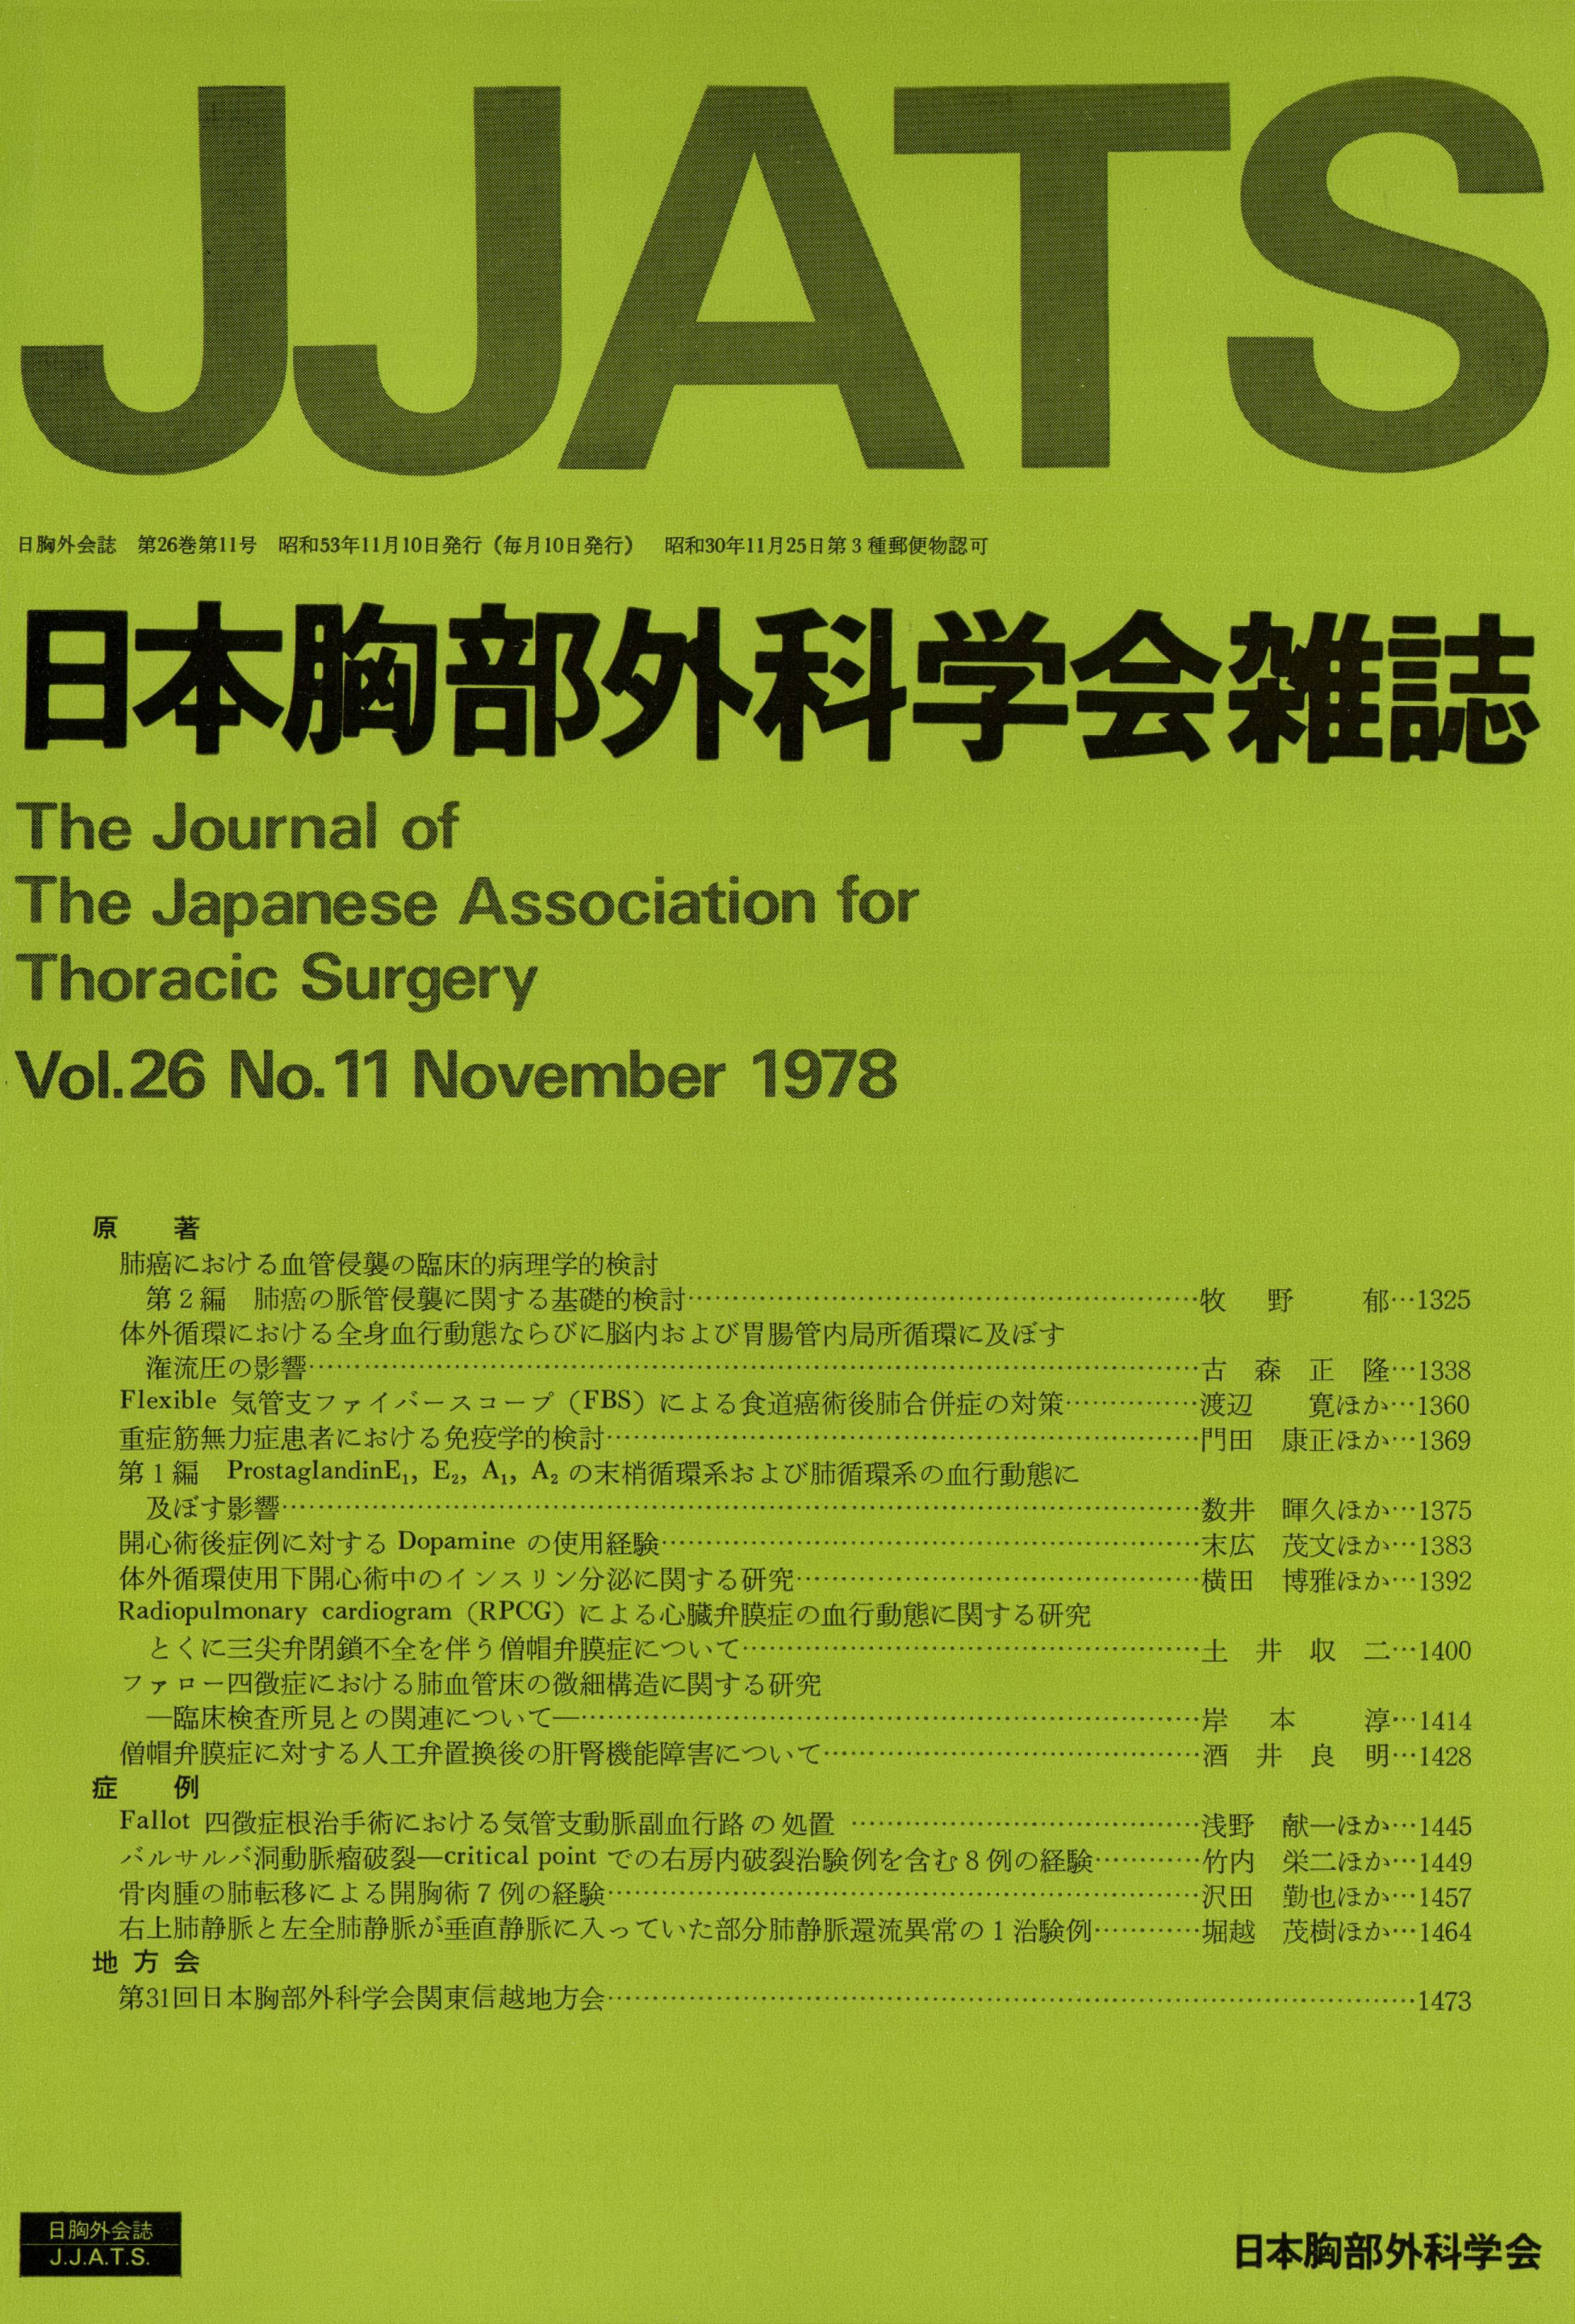 JJATS
日胸外会誌　第26巻第11号　昭和53年11月10日発行（毎月10日発行）　昭和30年11月25日第3種郵便物認可
日本胸部外科学会雑誌
The Journal of
The Japanese Association for
Thoracic Surgery
Vol.26 No.11 November 1978
原　著
肺癌における血管侵襲の臨床的病理学的検討
第2編　肺癌の脈管侵襲に関する基礎的検討……牧野　郁…1325
体外循環における全身血行動態ならびに脳内および胃腸管内局所循環に及ぼす
潅流圧の影響……古森正隆…1338
Flexible 気管支ファイバースコープ（FBS）による食道癌術後肺合併症の対策……渡辺　寛ほか…1360
重症筋無力症患者における免疫学的検討……門田　康正ほか…1369
第1編　ProstaglandinE₁, E₂, A₁, A₂ の末梢循環系および肺循環系の血行動態に
及ぼす影響……数井　暉久ほか…1375
開心術後症例に対する Dopamine の使用経験……末広　茂文ほか…1383
体外循環使用下開心術中のインスリン分泌に関する研究……横田　博雅ほか…1392
Radiopulmonary cardiogram（RPCG）による心臓弁膜症の血行動態に関する研究
とくに三尖弁閉鎖不全を伴う僧帽弁膜症について……土井収二…1400
ファロー四徴症における肺血管床の微細構造に関する研究
―臨床検査所見との関連について―……岸本　淳…1414
僧帽弁膜症に対する人工弁置換後の肝腎機能障害について……酒井良明…1428
症　例
Fallot 四徴症根治手術における気管支動脈副血行路の処置……浅野　献一ほか…1445
バルサルバ洞動脈瘤破裂―critical point での右房内破裂治験例を含む8例の経験……竹内　栄二ほか…1449
骨肉腫の肺転移による開胸術7例の経験……沢田　勤也ほか…1457
右上肺静脈と左全肺静脈が垂直静脈に入っていた部分肺静脈還流異常の1治験例……堀越　茂樹ほか…1464
地方会
第31回日本胸部外科学会関東信越地方会……1473
日胸外会誌
J.J.A.T.S.
日本胸部外科学会